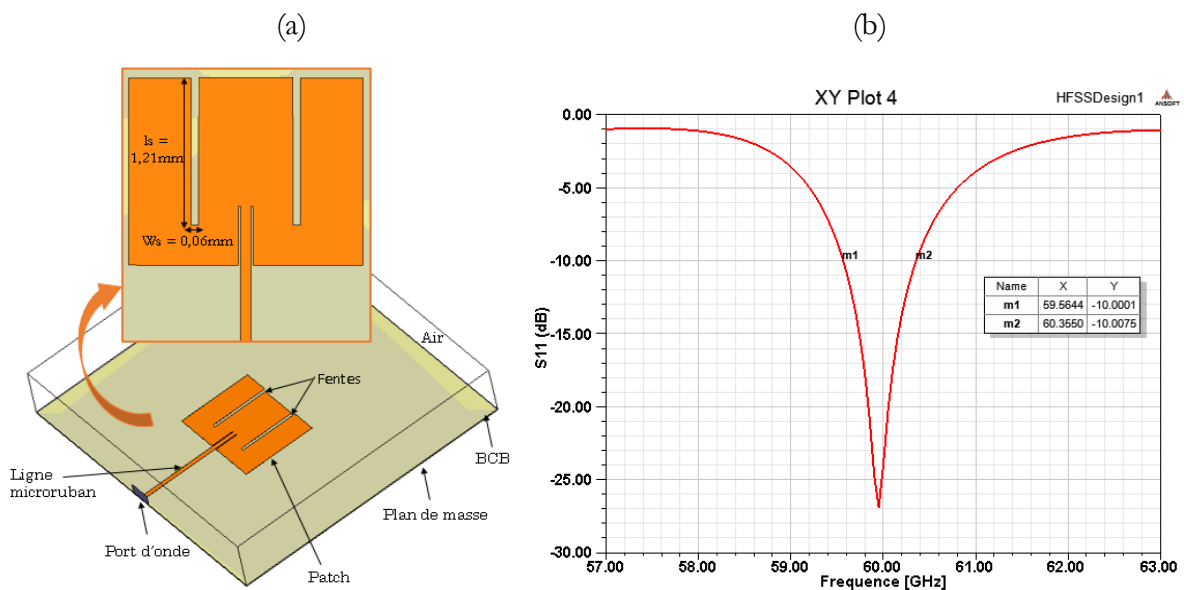 (a)
(b)
ls =
1,21mm
Ws = 0,06mm
Air
Fentes
BCB
Ligne
microruban
Plan de masse
Port d'onde
Patch
XY Plot 4
HFSSDesign1
ANSOFT
0.00
-5.00
-10.00
-15.00
-20.00
-25.00
-30.00
S11 (dB)
m1
m2
Name X Y
m1 59.5644 -10.0001
m2 60.3550 -10.0075
57.00 58.00 59.00 60.00 61.00 62.00 63.00
Frequence [GHz]